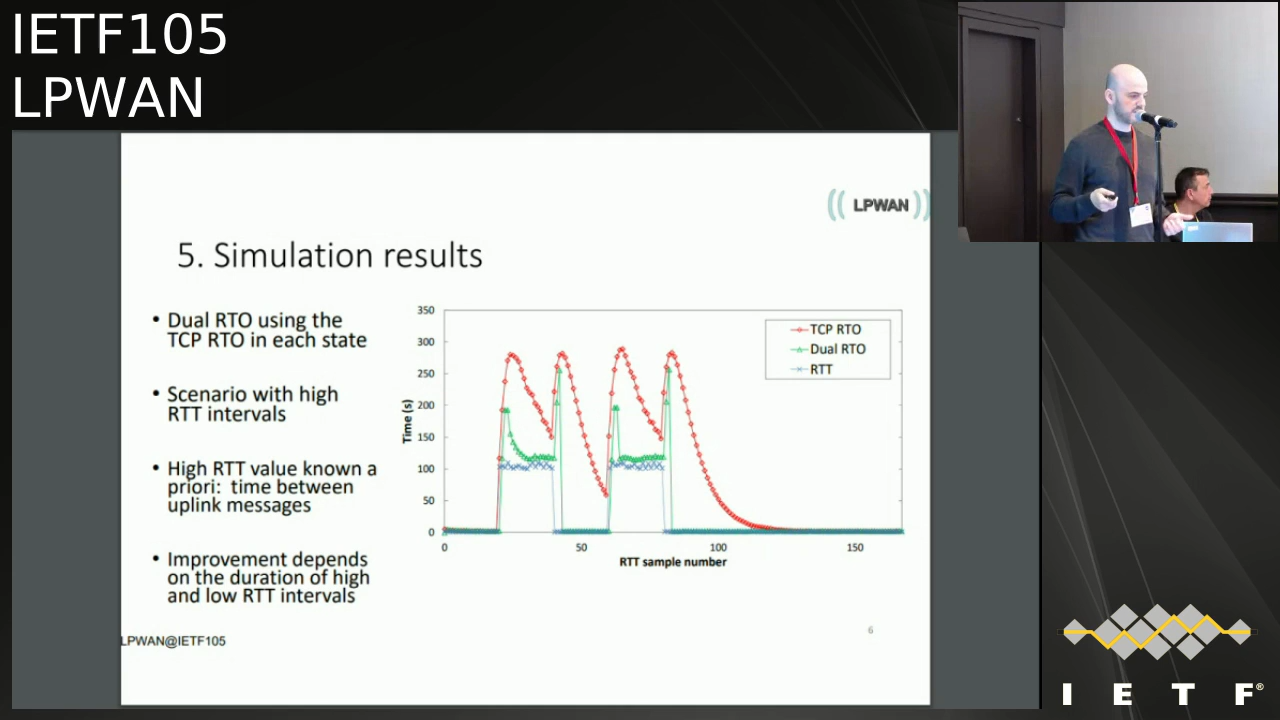 IETF105
LPWAN
LPWAN
5. Simulation results
• Dual RTO using the
TCP RTO in each state
• Scenario with high
RTT intervals
• High RTT value known a
priori: time between
uplink messages
• Improvement depends
on the duration of high
and low RTT intervals
350
300
250
200
150
100
50
0
Time (s)
0
50
100
150
RTT sample number
TCP RTO
Dual RTO
RTT
LPWAN@IETF105
6
I E T F®